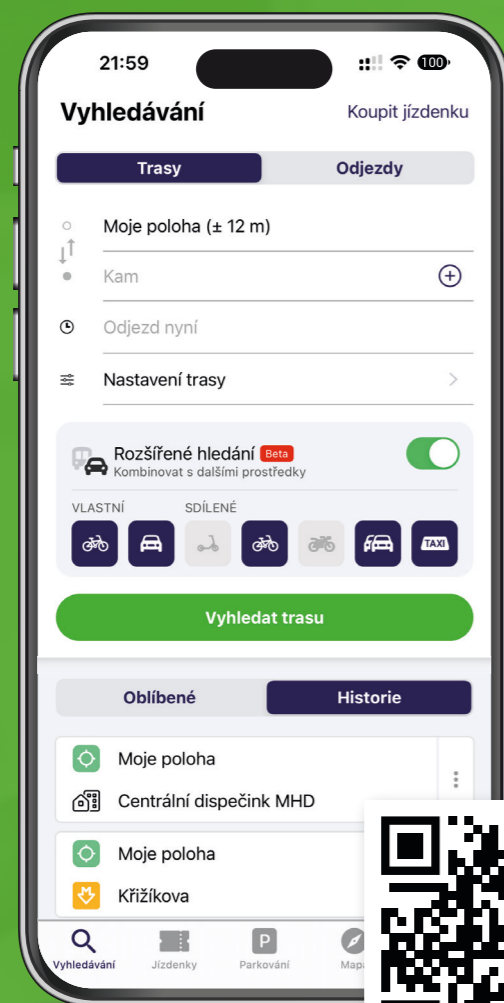 21:59
100
Vyhledávání
Koupit jízdenku
Trasy
Odjezdy
Moje poloha (± 12 m)
Kam
Odjezd nyní
Nastavení trasy
Rozšířené hledání Beta
Kombinovat s dalšími prostředky
VLASTNÍ
SDÍLENÉ
TAXI
Vyhledat trasu
Oblíbené
Historie
Moje poloha
Centrální dispečink MHD
Moje poloha
Křižíkova
Vyhledávání
Jízdenky
P
Parkování